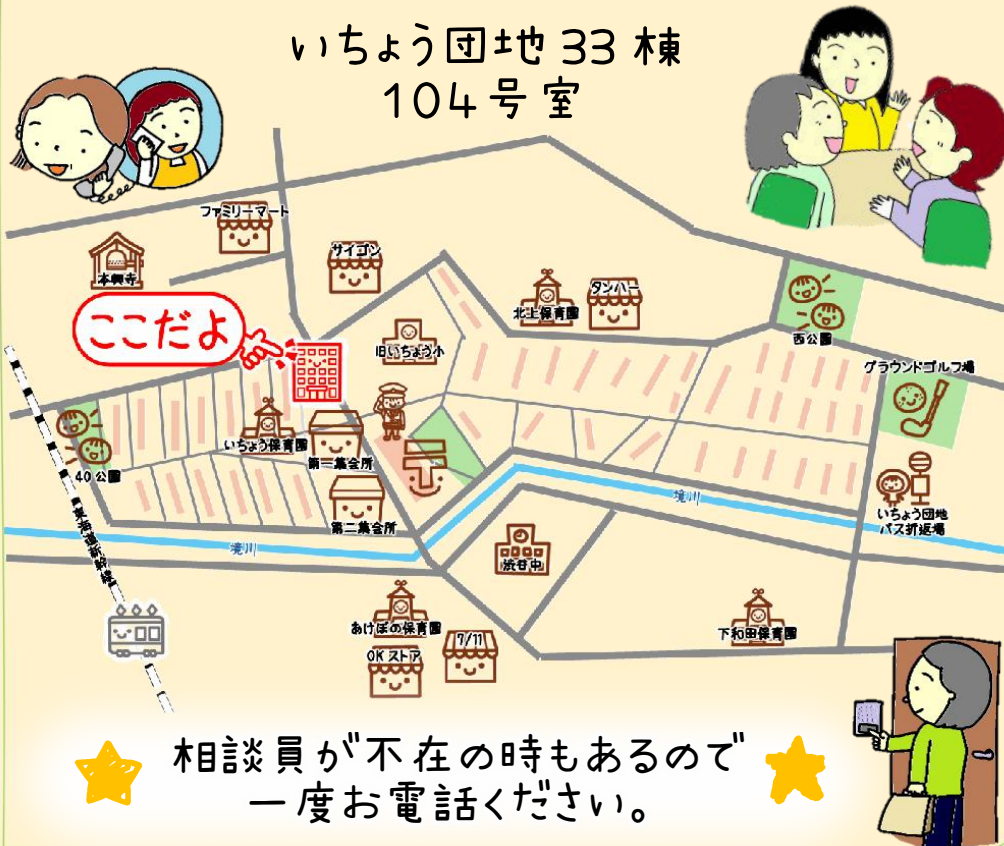 いちょう団地33棟
104号室
ファミリーマート
本興寺
サイゴン
北上保育園
タンハー
西公園
ここだよ
旧いちょう小
グラウンドゴルフ場
いちょう保育園
第一集会所
40公園
第二集会所
境川
いちょう団地
バス折返場
東海道新幹線
境川
渋谷中
あけぼの保育園
7/11
下和田保育園
OKストア
相談員が不在の時もあるので
一度お電話ください。